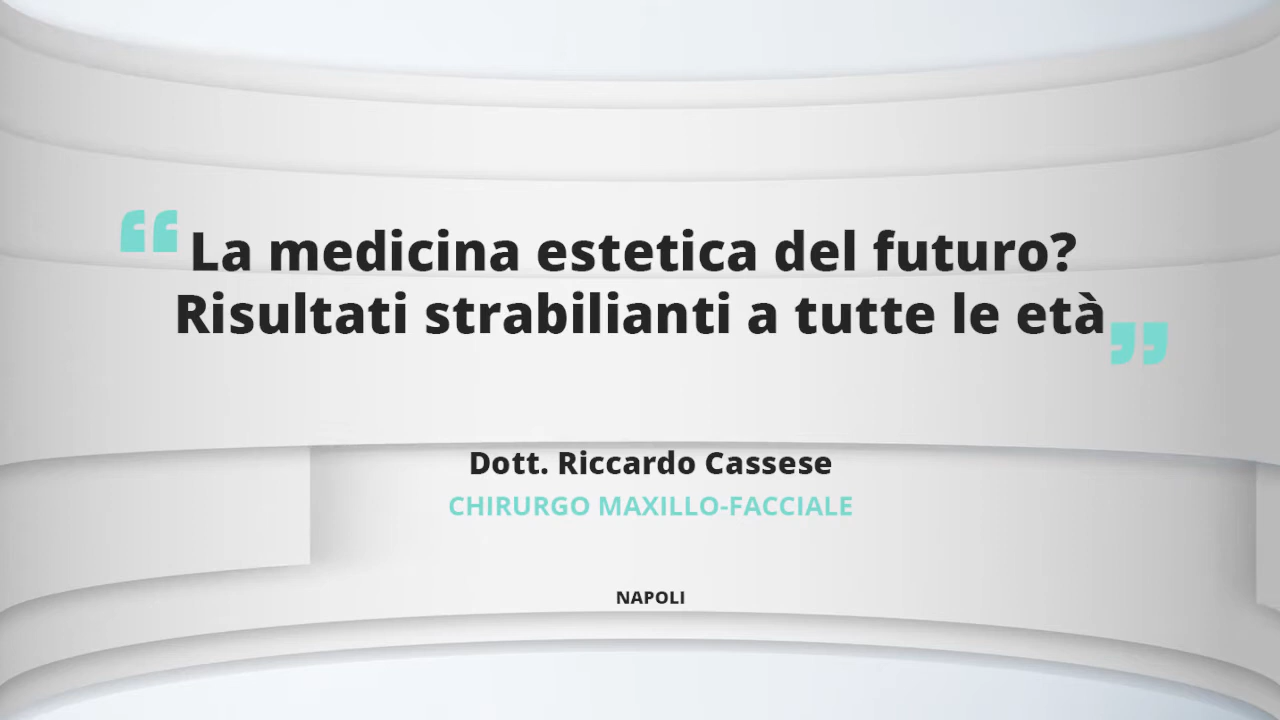 “La medicina estetica del futuro?
Risultati strabilianti a tutte le età”
Dott. Riccardo Cassese
CHIRURGO MAXILLO-FACCIALE
NAPOLI